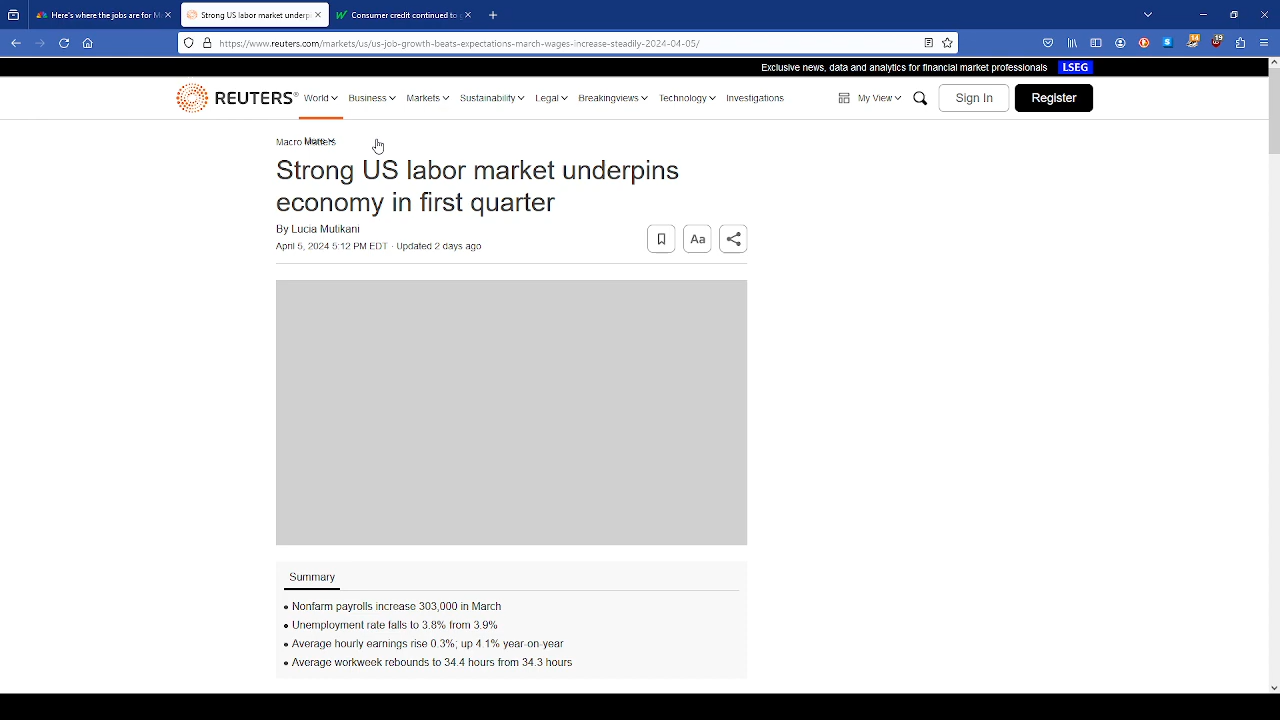 Here's where the jobs are for M
Strong US labor market underp
Consumer credit continued to
https://www.reuters.com/markets/us/us-job-growth-beats-expectations-march-wages-increase-steadily-2024-04-05/
14
19
Exclusive news, data and analytics for financial market professionals LSEG
REUTERS®
World
Business
Markets
Sustainability
Legal
Breakingviews
Technology
Investigations
My View
Sign In
Register
Macro Matters
More
Strong US labor market underpins
economy in first quarter
By Lucia Mutikani
April 5, 2024 5:12 PM EDT · Updated 2 days ago
Aa
Summary
• Nonfarm payrolls increase 303,000 in March
• Unemployment rate falls to 3.8% from 3.9%
• Average hourly earnings rise 0.3%; up 4.1% year-on-year
• Average workweek rebounds to 34.4 hours from 34.3 hours